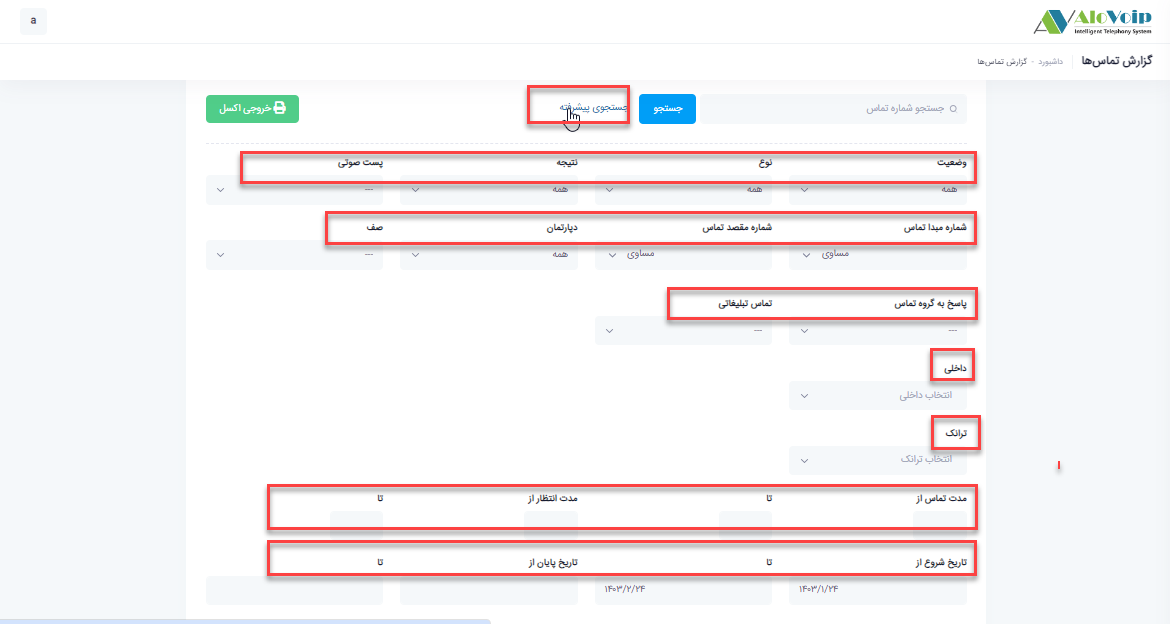 a
AloVoip
Intelligent Telephony System
گزارش تماس‌ها داشبورد - گزارش تماس‌ها
جستجو شماره تماس جستجو جستجوی پیشرفته خروجی اکسل
وضعیت نوع نتیجه پست صوتی
همه همه همه ---
شماره مبدا تماس شماره مقصد تماس دپارتمان صف
مساوی مساوی همه ---
پاسخ به گروه تماس تماس تبلیغاتی
--- ---
داخلی
انتخاب داخلی
ترانک
انتخاب ترانک
مدت تماس از تا مدت انتظار از تا
تاریخ شروع از تا تاریخ پایان از تا
۱۴۰۳/۱/۲۴ ۱۴۰۳/۲/۲۴